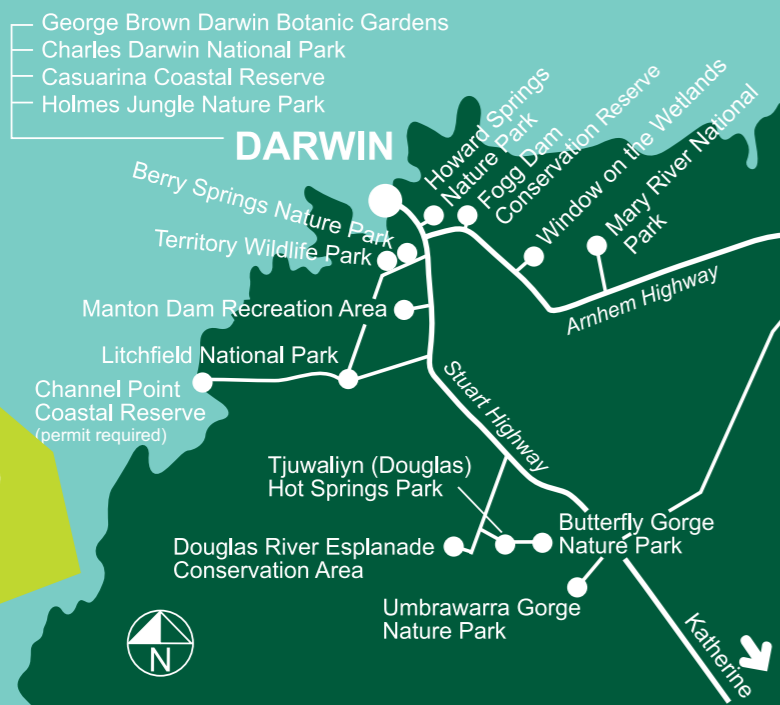 George Brown Darwin Botanic Gardens
Charles Darwin National Park
Casuarina Coastal Reserve
Holmes Jungle Nature Park
DARWIN
Howard Springs
Nature Park
Fogg Dam
Conservation Reserve
Window on the Wetlands
Mary River National
Park
Berry Springs Nature Park
Territory Wildlife Park
Arnhem Highway
Manton Dam Recreation Area
Litchfield National Park
Channel Point
Coastal Reserve
(permit required)
Stuart Highway
Tjuwaliyn (Douglas)
Hot Springs Park
Butterfly Gorge
Nature Park
Douglas River Esplanade
Conservation Area
Umbrawarra Gorge
Nature Park
Katherine
N